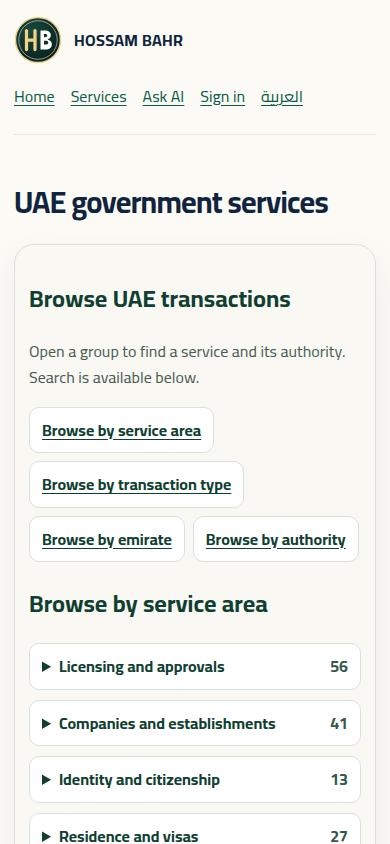 HB HOSSAM BAHR
Home Services Ask AI Sign in العربية
UAE government services
Browse UAE transactions
Open a group to find a service and its authority.
Search is available below.
Browse by service area
Browse by transaction type
Browse by emirate Browse by authority
Browse by service area
Licensing and approvals 56
Companies and establishments 41
Identity and citizenship 13
Residence and visas 27